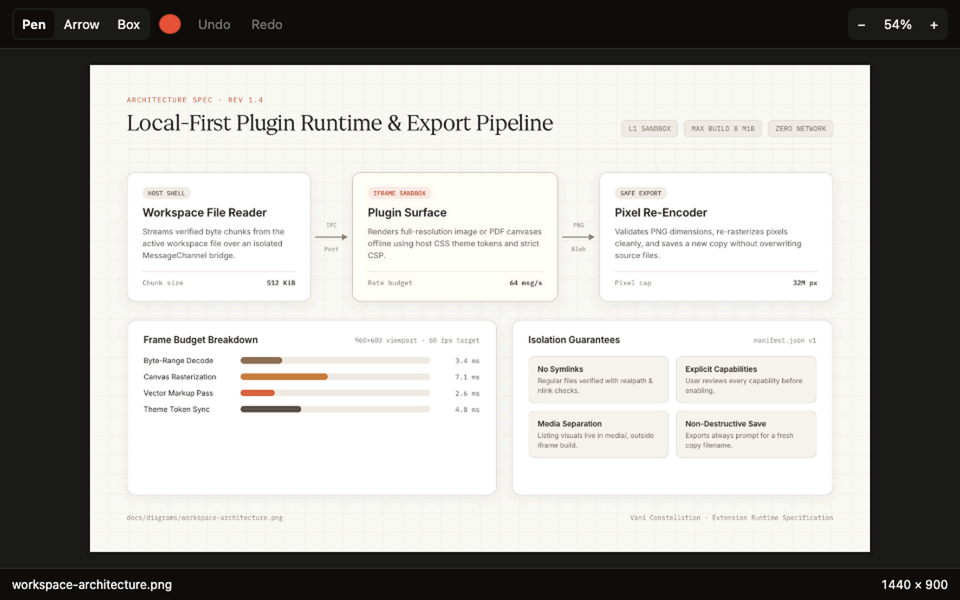 Pen Arrow Box Undo Redo − 54% +
ARCHITECTURE SPEC · REV 1.4
Local-First Plugin Runtime & Export Pipeline
L1 SANDBOX MAX BUILD 8 MiB ZERO NETWORK
HOST SHELL
Workspace File Reader
Streams verified byte chunks from the
active workspace file over an isolated
MessageChannel bridge.
Chunk size 512 KiB
IPC
Port
IFRAME SANDBOX
Plugin Surface
Renders full-resolution image or PDF canvases
offline using host CSS theme tokens and strict
CSP.
Rate budget 64 msg/s
PNG
Blob
SAFE EXPORT
Pixel Re-Encoder
Validates PNG dimensions, re-rasterizes pixels
cleanly, and saves a new copy without overwriting
source files.
Pixel cap 32M px
Frame Budget Breakdown 960×600 viewport · 60 fps target
Byte-Range Decode 3.4 ms
Canvas Rasterization 7.1 ms
Vector Markup Pass 2.6 ms
Theme Token Sync 4.8 ms
Isolation Guarantees manifest.json v1
No Symlinks
Regular files verified with realpath &
nlink checks.
Explicit Capabilities
User reviews every capability before
enabling.
Media Separation
Listing visuals live in media/, outside
iframe build.
Non-Destructive Save
Exports always prompt for a fresh
copy filename.
docs/diagrams/workspace-architecture.png Vani Constellation · Extension Runtime Specification
workspace-architecture.png 1440 × 900